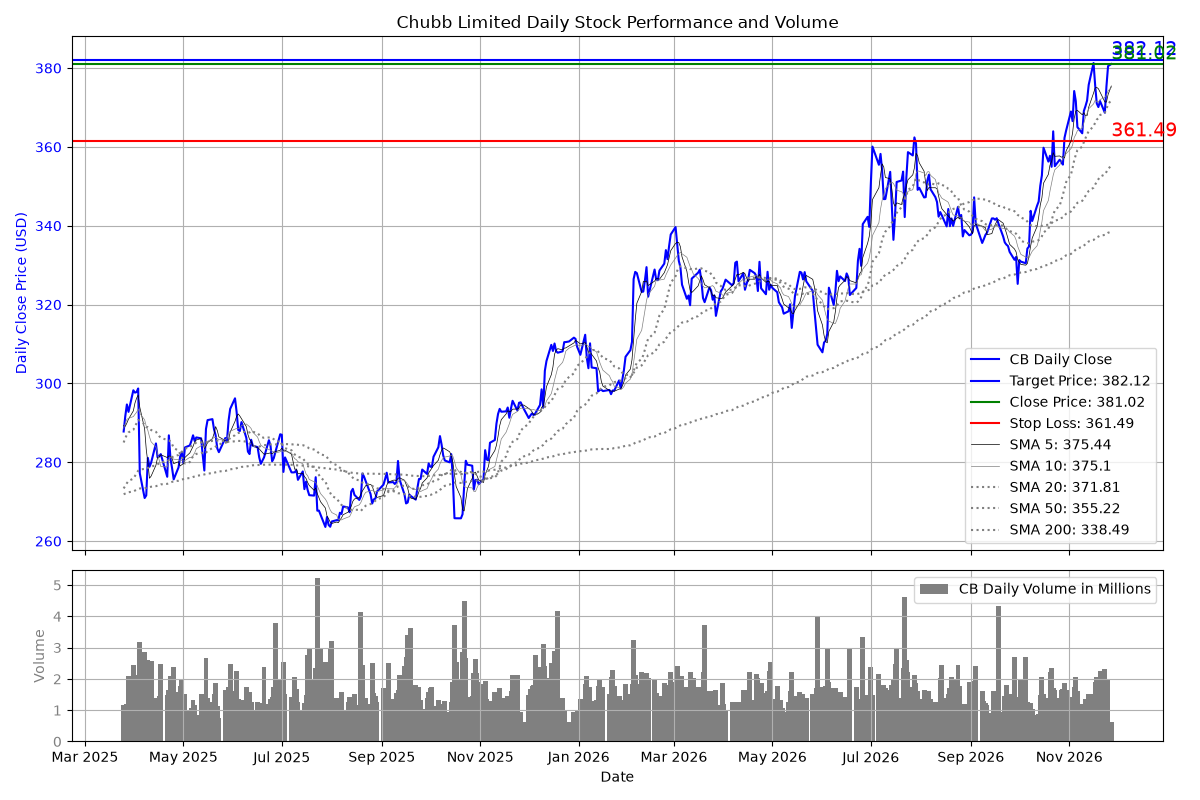 Chubb Limited Daily Stock Performance and Volume
382.12
381.02
361.49
380
360
340
320
300
280
260
Daily Close Price (USD)
CB Daily Close
Target Price: 382.12
Close Price: 381.02
Stop Loss: 361.49
SMA 5: 375.44
SMA 10: 375.1
SMA 20: 371.81
SMA 50: 355.22
SMA 200: 338.49
CB Daily Volume in Millions
5
4
3
2
1
0
Volume
Mar 2025 May 2025 Jul 2025 Sep 2025 Nov 2025 Jan 2026 Mar 2026 May 2026 Jul 2026 Sep 2026 Nov 2026
Date